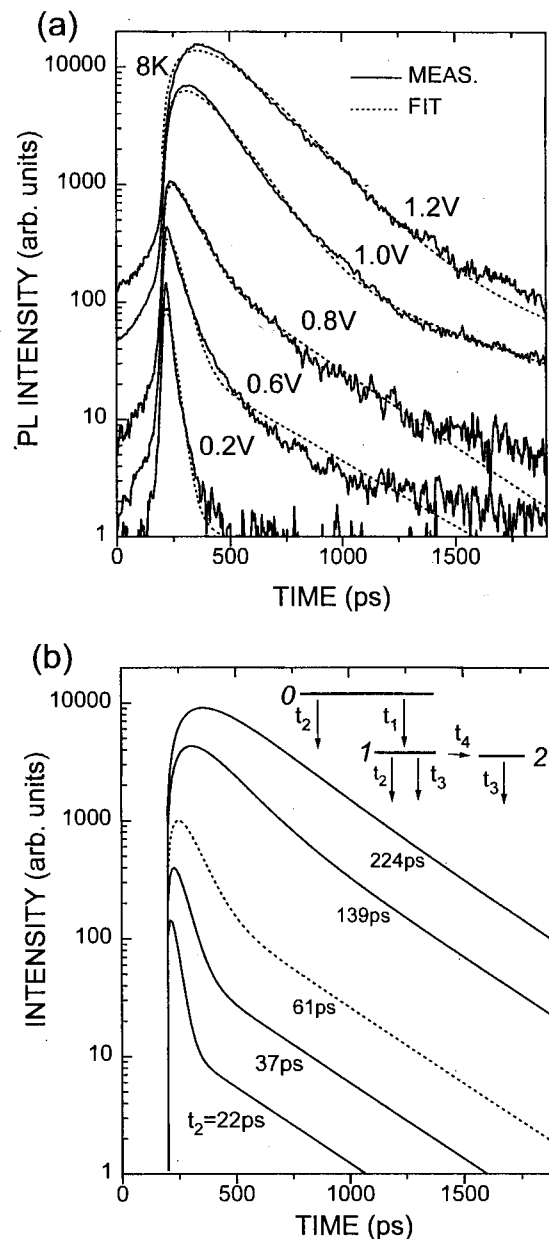 (a)
10000
1000
100
10
1
PL INTENSITY (arb. units)
8K
MEAS.
FIT
1.2V
1.0V
0.8V
0.6V
0.2V
0
500
1000
1500
TIME (ps)
(b)
10000
1000
100
10
1
INTENSITY (arb. units)
0
t2
t1
1
t4
2
t2
t3
t3
224ps
139ps
61ps
37ps
t2=22ps
0
500
1000
1500
TIME (ps)